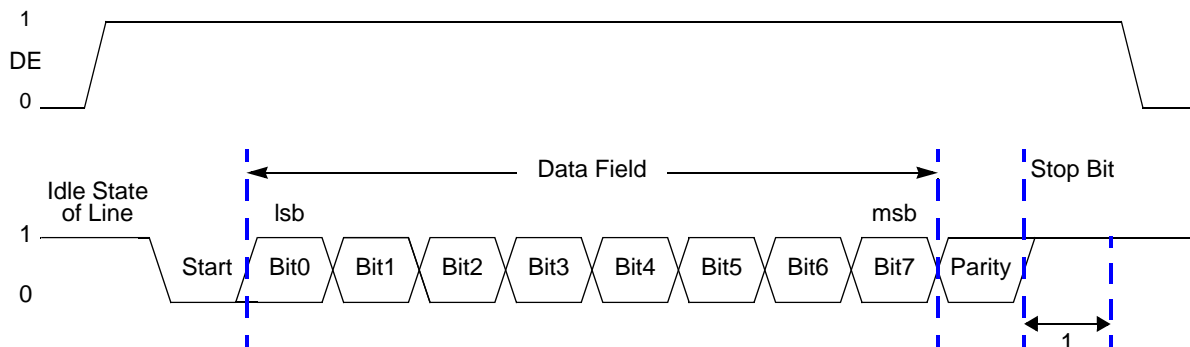 1
DE
0
Data Field
Stop Bit
Idle State
of Line
lsb
msb
1
Start Bit0 Bit1 Bit2 Bit3 Bit4 Bit5 Bit6 Bit7 Parity
0
1